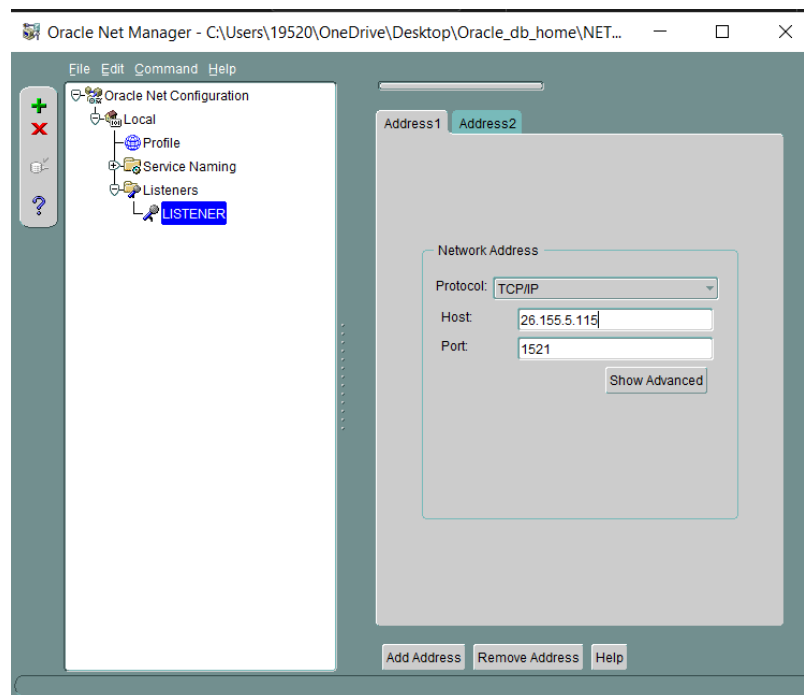 Oracle Net Manager - C:\Users\19520\OneDrive\Desktop\Oracle_db_home\NET...
File Edit Command Help
Oracle Net Configuration
Local
Profile
Service Naming
Listeners
LISTENER
Address1 Address2
Network Address
Protocol: TCP/IP
Host: 26.155.5.115
Port: 1521
Show Advanced
Add Address Remove Address Help